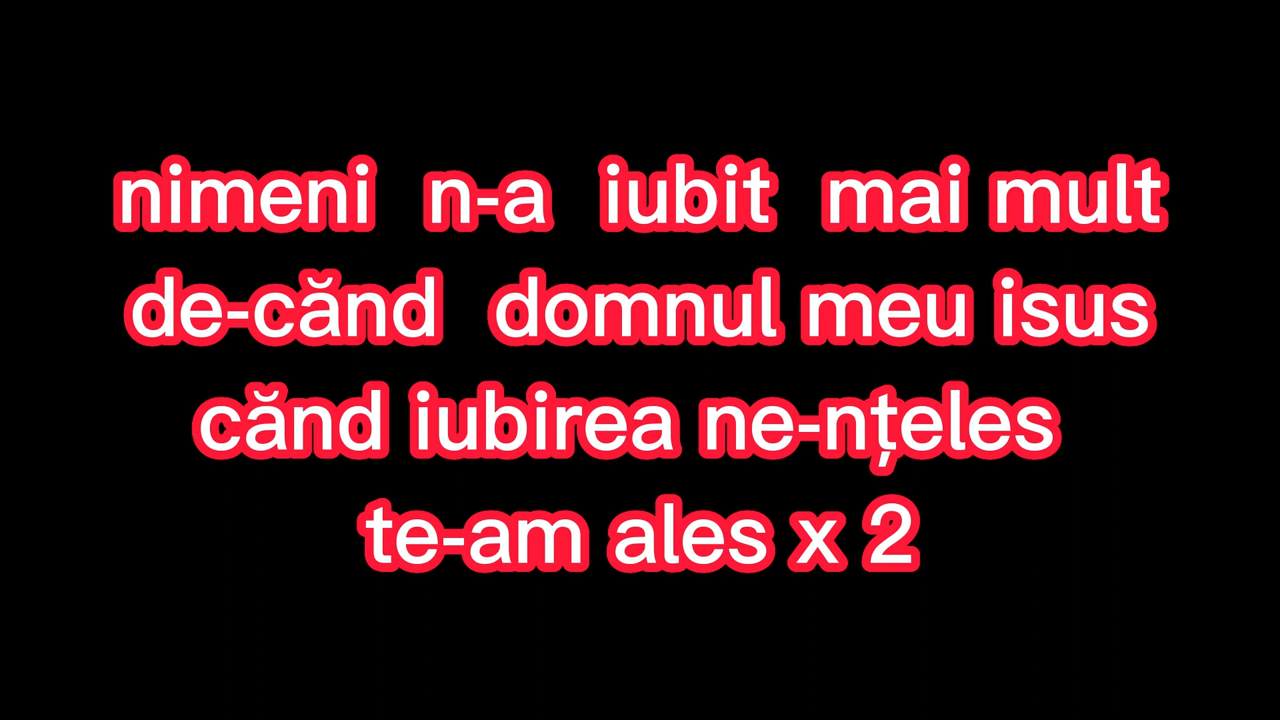 nimeni n-a iubit mai mult
de-cănd domnul meu isus
cănd iubirea ne-nțeles
te-am ales x 2